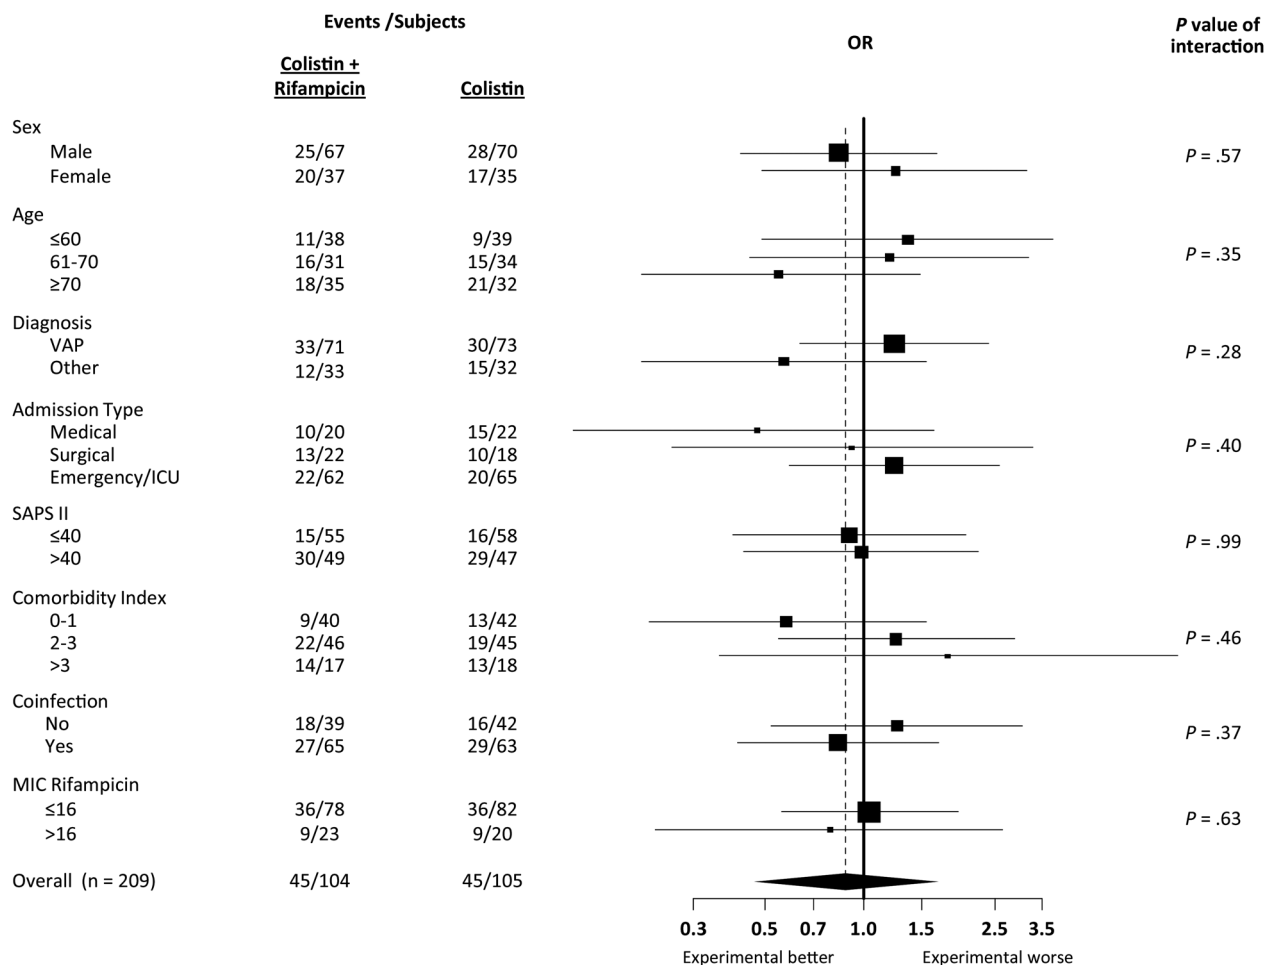 Events /Subjects
OR
P value of
interaction
Colistin +
Rifampicin
Colistin
Sex
Male 25/67 28/70
Female 20/37 17/35
P = .57
Age
≤60 11/38 9/39
61-70 16/31 15/34
≥70 18/35 21/32
P = .35
Diagnosis
VAP 33/71 30/73
Other 12/33 15/32
P = .28
Admission Type
Medical 10/20 15/22
Surgical 13/22 10/18
Emergency/ICU 22/62 20/65
P = .40
SAPS II
≤40 15/55 16/58
>40 30/49 29/47
P = .99
Comorbidity Index
0-1 9/40 13/42
2-3 22/46 19/45
>3 14/17 13/18
P = .46
Coinfection
No 18/39 16/42
Yes 27/65 29/63
P = .37
MIC Rifampicin
≤16 36/78 36/82
>16 9/23 9/20
P = .63
Overall (n = 209) 45/104 45/105
0.3 0.5 0.7 1.0 1.5 2.5 3.5
Experimental better Experimental worse